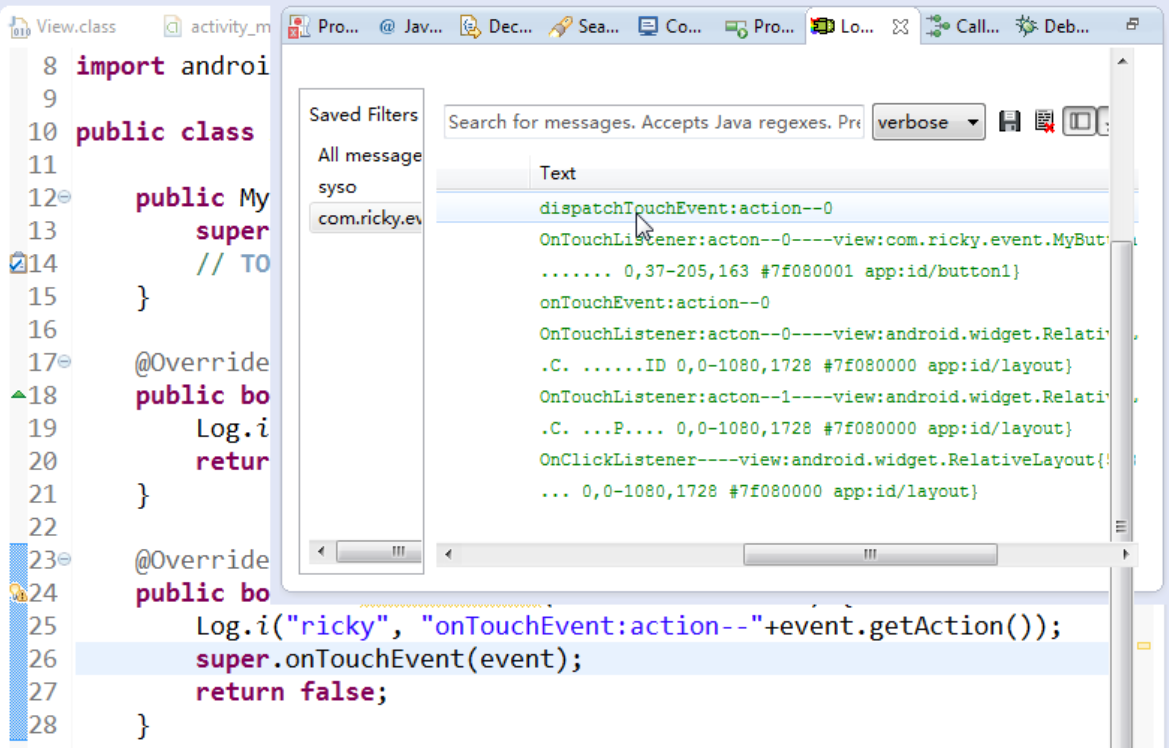 View.class activity_m
Pro... @ Jav... Dec... Sea... Co... Pro... Lo... Call... Deb...
8 import androi
9
10 public class
11
12 public My
13 super
14 // TO
15 }
16
17 @Override
18 public bo
19 Log.i
20 retur
21 }
22
23 @Override
24 public bo
25 Log.i("ricky", "onTouchEvent:action--"+event.getAction());
26 super.onTouchEvent(event);
27 return false;
28 }
Saved Filters
All message
syso
com.ricky.ev
Search for messages. Accepts Java regexes. Pre
verbose
Text
dispatchTouchEvent:action--0
OnTouchListener:acton--0----view:com.ricky.event.MyButt
....... 0,37-205,163 #7f080001 app:id/button1}
onTouchEvent:action--0
OnTouchListener:acton--0----view:android.widget.Relativ
.C. ......ID 0,0-1080,1728 #7f080000 app:id/layout}
OnTouchListener:acton--1----view:android.widget.Relativ
.C. ...P.... 0,0-1080,1728 #7f080000 app:id/layout}
OnClickListener----view:android.widget.RelativeLayout{
... 0,0-1080,1728 #7f080000 app:id/layout}